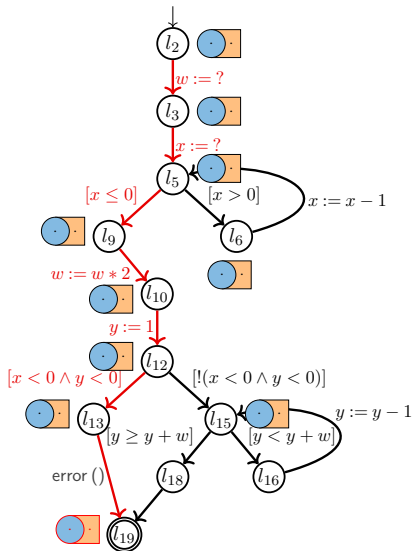 l2
w := ?
l3
x := ?
l5
[x ≤ 0]
[x > 0]
x := x − 1
l9
l6
w := w ∗ 2
l10
y := 1
l12
[x < 0 ∧ y < 0]
[!(x < 0 ∧ y < 0)]
y := y − 1
l13
l15
[y ≥ y + w]
[y < y + w]
error ()
l18
l16
l19